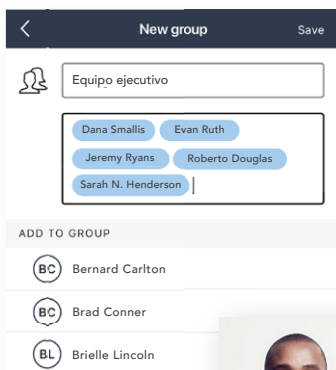 New group Save
Equipo ejecutivo
Dana Smallis Evan Ruth
Jeremy Ryans Roberto Douglas
Sarah N. Henderson
ADD TO GROUP
BC Bernard Carlton
BC Brad Conner
BL Brielle Lincoln